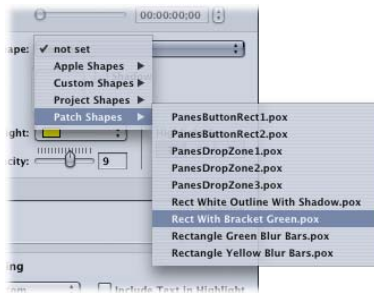 00:00:00;00
ape:
✓ not set
Apple Shapes ▶
Custom Shapes ▶
Project Shapes ▶
Patch Shapes ▶
PanesButtonRect1.pox
PanesButtonRect2.pox
PanesDropZone1.pox
PanesDropZone2.pox
PanesDropZone3.pox
Rect White Outline With Shadow.pox
Rect With Bracket Green.pox
Rectangle Green Blur Bars.pox
Rectangle Yellow Blur Bars.pox
ght:
city: 9
ng
Include Text in Highlight